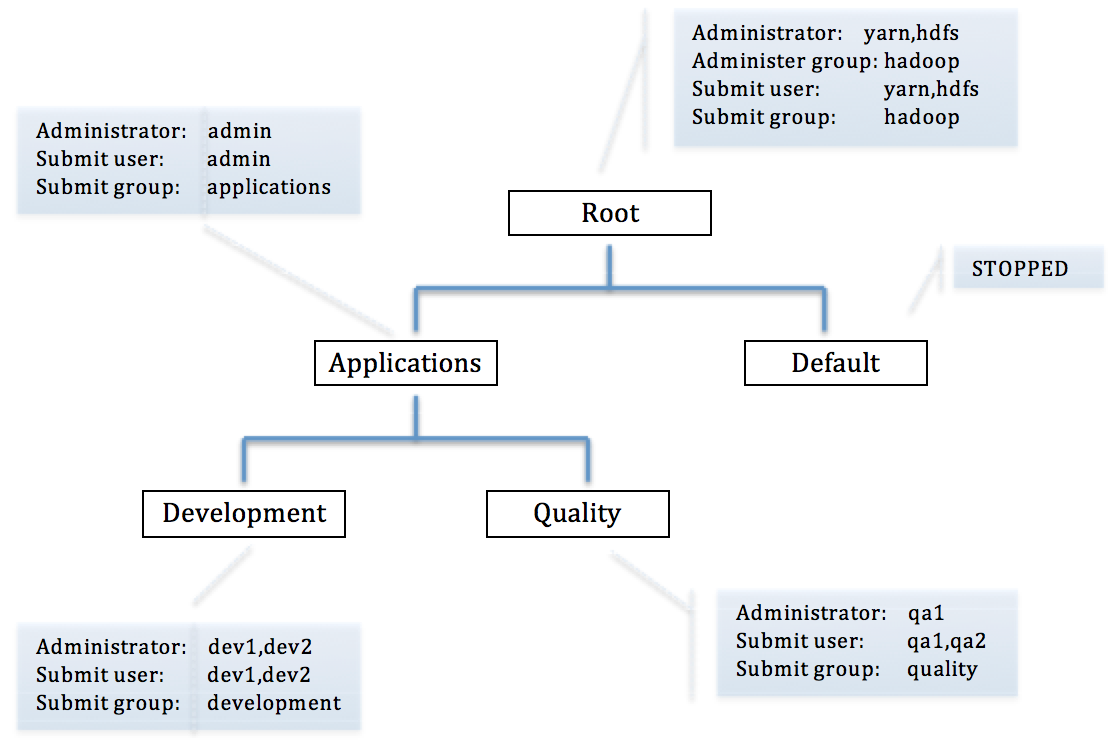 Administrator: yarn,hdfs
Administer group: hadoop
Submit user: yarn,hdfs
Submit group: hadoop
Administrator: admin
Submit user: admin
Submit group: applications
Root
STOPPED
Applications
Default
Development
Quality
Administrator: dev1,dev2
Submit user: dev1,dev2
Submit group: development
Administrator: qa1
Submit user: qa1,qa2
Submit group: quality